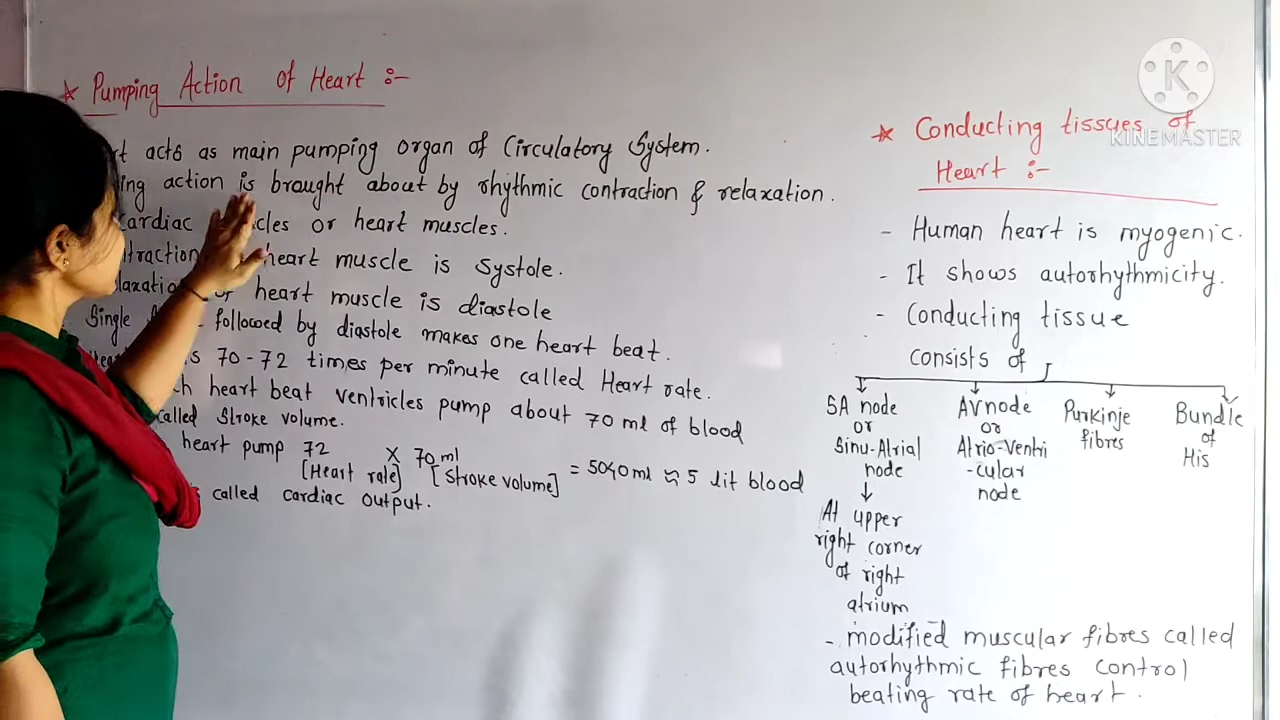 * Pumping Action of Heart :-
acts as main pumping organ of Circulatory System.
action is brought about by rhythmic contraction & relaxation.
cardiac or heart muscles.
heart muscle is systole.
of heart muscle is diastole
Single followed by diastole makes one heart beat.
70-72 times per minute called Heart rate.
heart beat ventricles pump about 70 ml of blood
called Stroke volume.
heart pump 72 X 70 ml
[Heart rate] [Stroke volume] = 5040 ml ≈ 5 lit blood
called cardiac output.
K
KINEMASTER
* Conducting tissues of
Heart :-
- Human heart is myogenic.
- It shows autorhythmicity.
- Conducting tissue
consists of
SA node
or
Sinu-Atrial
node
↓
At upper
right corner
of right
atrium
AV node
or
Atrio-Ventri
-cular
node
Purkinje
fibres
Bundle
of
His
- modified muscular fibres called
autorhythmic fibres control
beating rate of heart.